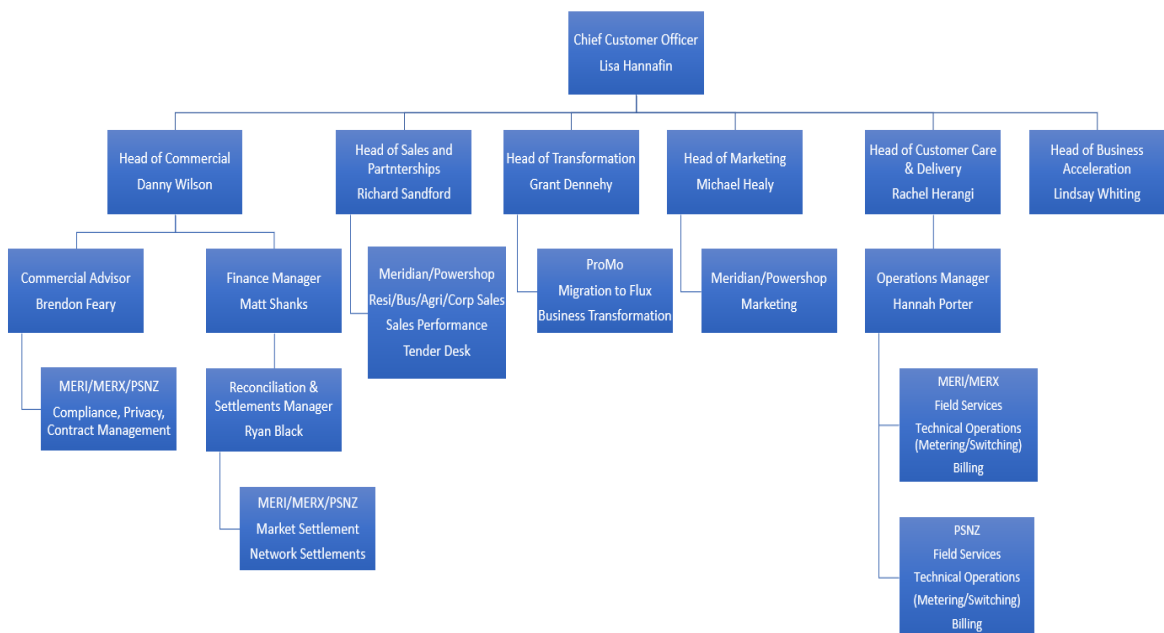 Chief Customer Officer
Lisa Hannafin
Head of Commercial
Danny Wilson
Head of Sales and
Partnterships
Richard Sandford
Head of Transformation
Grant Dennehy
Head of Marketing
Michael Healy
Head of Customer Care
& Delivery
Rachel Herangi
Head of Business
Acceleration
Lindsay Whiting
Commercial Advisor
Brendon Feary
Finance Manager
Matt Shanks
Meridian/Powershop
Resi/Bus/Agri/Corp Sales
Sales Performance
Tender Desk
ProMo
Migration to Flux
Business Transformation
Meridian/Powershop
Marketing
Operations Manager
Hannah Porter
MERI/MERX/PSNZ
Compliance, Privacy,
Contract Management
Reconciliation &
Settlements Manager
Ryan Black
MERI/MERX
Field Services
Technical Operations
(Metering/Switching)
Billing
MERI/MERX/PSNZ
Market Settlement
Network Settlements
PSNZ
Field Services
Technical Operations
(Metering/Switching)
Billing